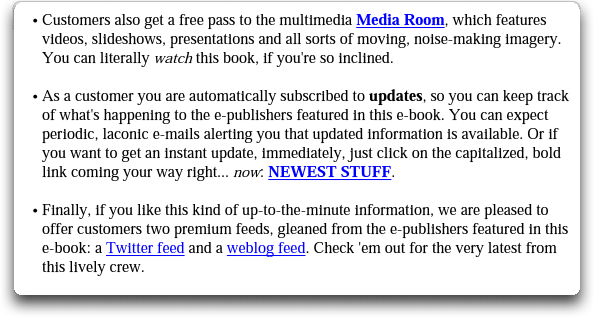 • Customers also get a free pass to the multimedia Media Room, which features
videos, slideshows, presentations and all sorts of moving, noise-making imagery.
You can literally watch this book, if you're so inclined.
• As a customer you are automatically subscribed to updates, so you can keep track
of what's happening to the e-publishers featured in this e-book. You can expect
periodic, laconic e-mails alerting you that updated information is available. Or if
you want to get an instant update, immediately, just click on the capitalized, bold
link coming your way right... now: NEWEST STUFF.
• Finally, if you like this kind of up-to-the-minute information, we are pleased to
offer customers two premium feeds, gleaned from the e-publishers featured in this
e-book: a Twitter feed and a weblog feed. Check 'em out for the very latest from
this lively crew.